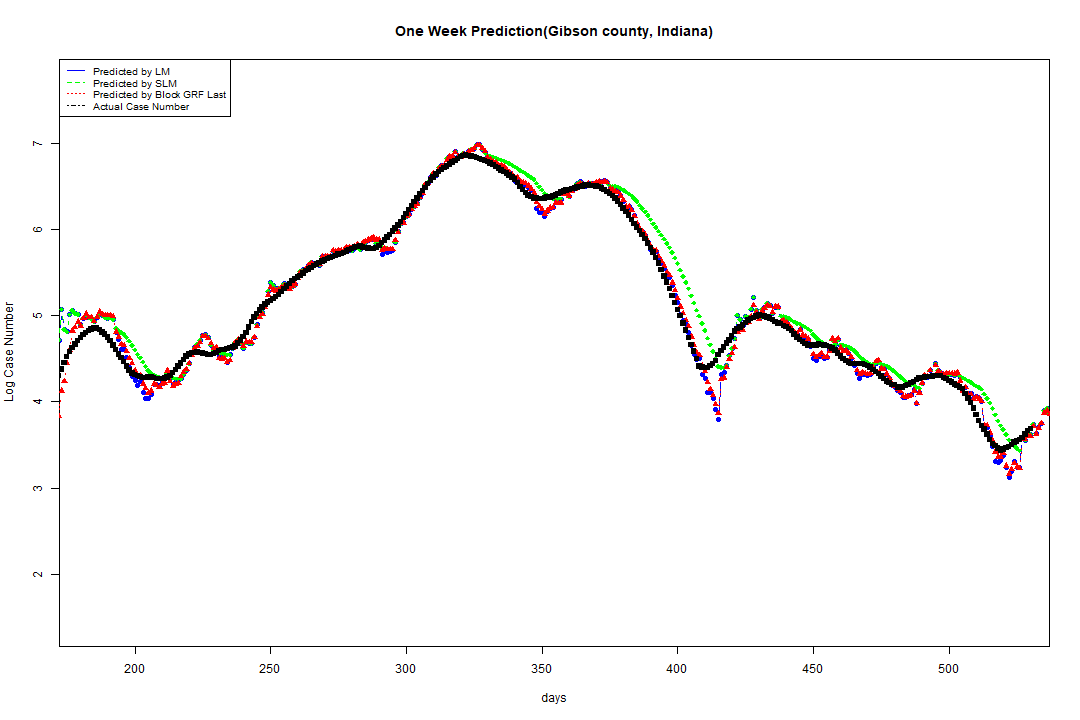 One Week Prediction(Gibson county, Indiana)
Predicted by LM
Predicted by SLM
Predicted by Block GRF Last
Actual Case Number
7
6
5
4
3
2
Log Case Number
200 250 300 350 400 450 500
days